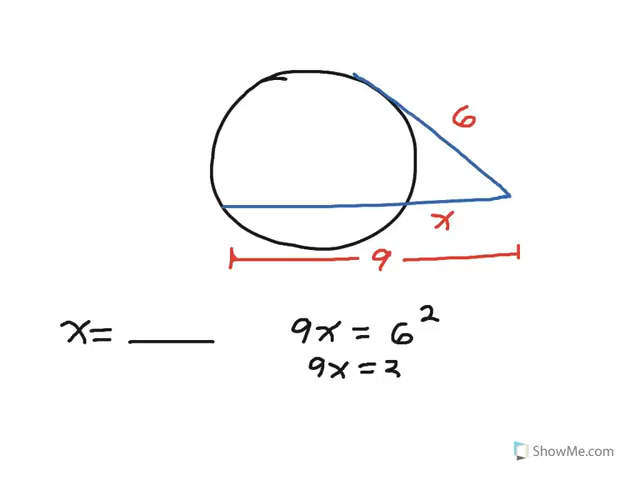 6
x
9
x = ____ 9x = 6²
9x = 3
ShowMe.com